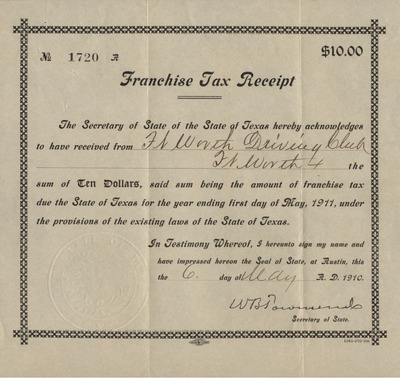 № 1720 A
$10.00
Franchise Tax Receipt
The Secretary of State of the State of Texas hereby acknowledges
to have received from Ft Worth Driving Club
Ft Worth the
sum of Ten Dollars, said sum being the amount of franchise tax
due the State of Texas for the year ending first day of May, 1911, under
the provisions of the existing laws of the State of Texas.
In Testimony Whereof, I hereunto sign my name and
have impressed hereon the Seal of State, at Austin, this
the 6. day of May A. D. 1910.
WB Townsend
Secretary of State.